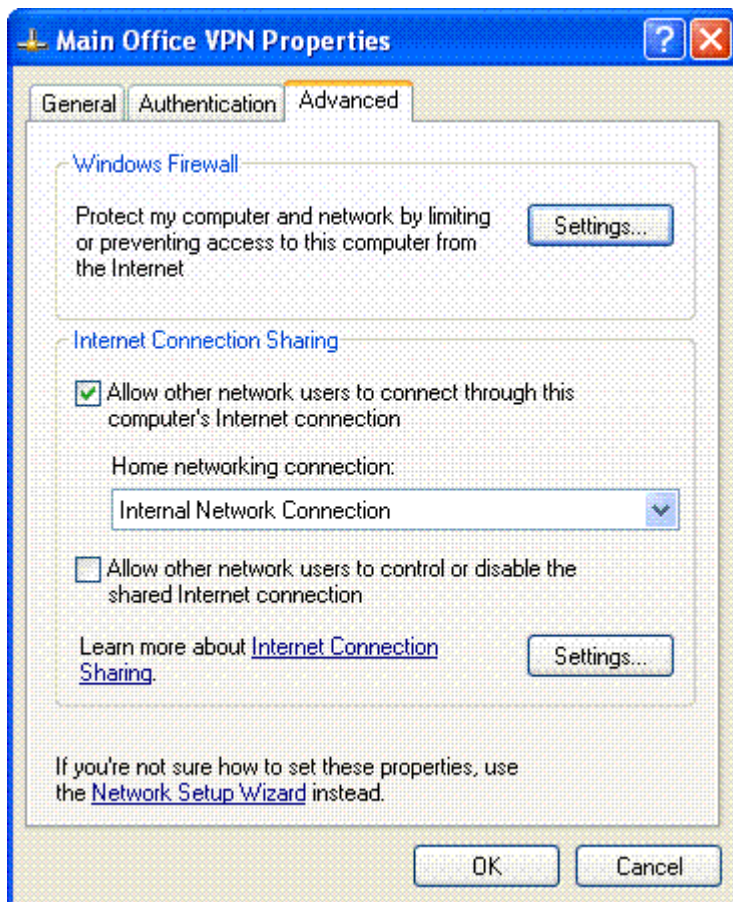 Main Office VPN Properties
General
Authentication
Advanced
Windows Firewall
Protect my computer and network by limiting
or preventing access to this computer from
the Internet
Settings...
Internet Connection Sharing
Allow other network users to connect through this
computer's Internet connection
Home networking connection:
Internal Network Connection
Allow other network users to control or disable the
shared Internet connection
Learn more about Internet Connection
Sharing.
Settings...
If you're not sure how to set these properties, use
the Network Setup Wizard instead.
OK
Cancel